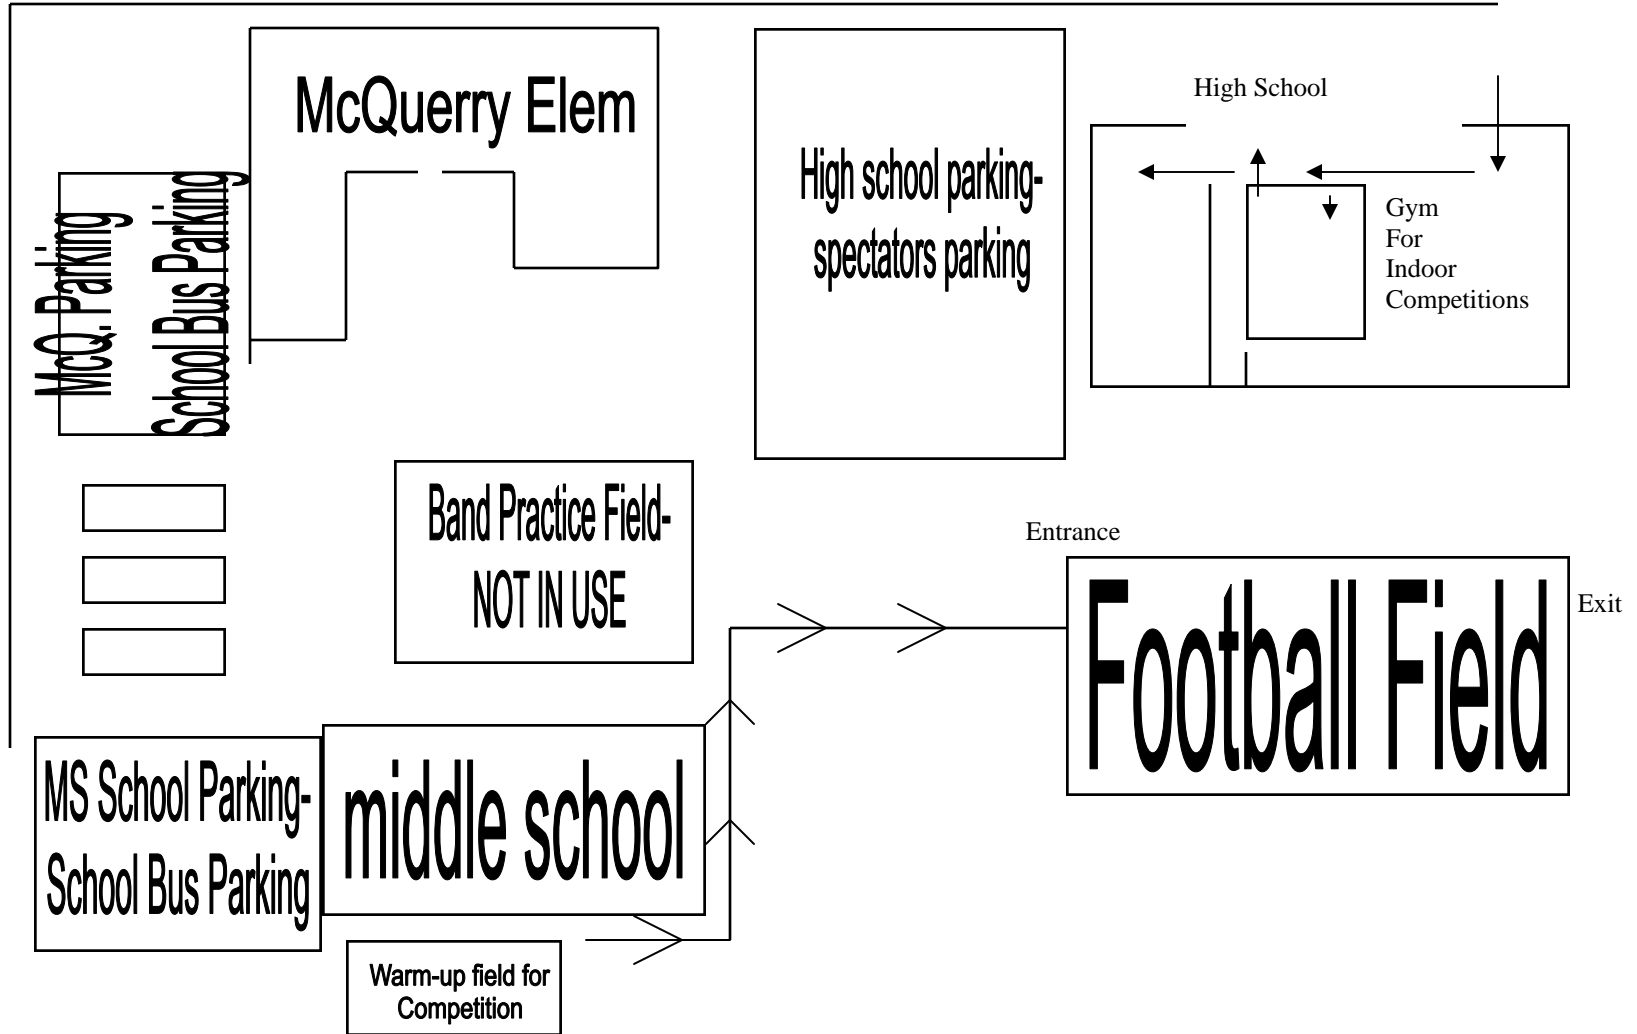 McQuerry Elem
High School
High school parking-
spectators parking
Gym
For
Indoor
Competitions
McQ. Parking
School Bus Parking
Band Practice Field-
NOT IN USE
Entrance
Football Field
Exit
MS School Parking-
School Bus Parking
middle school
Warm-up field for
Competition